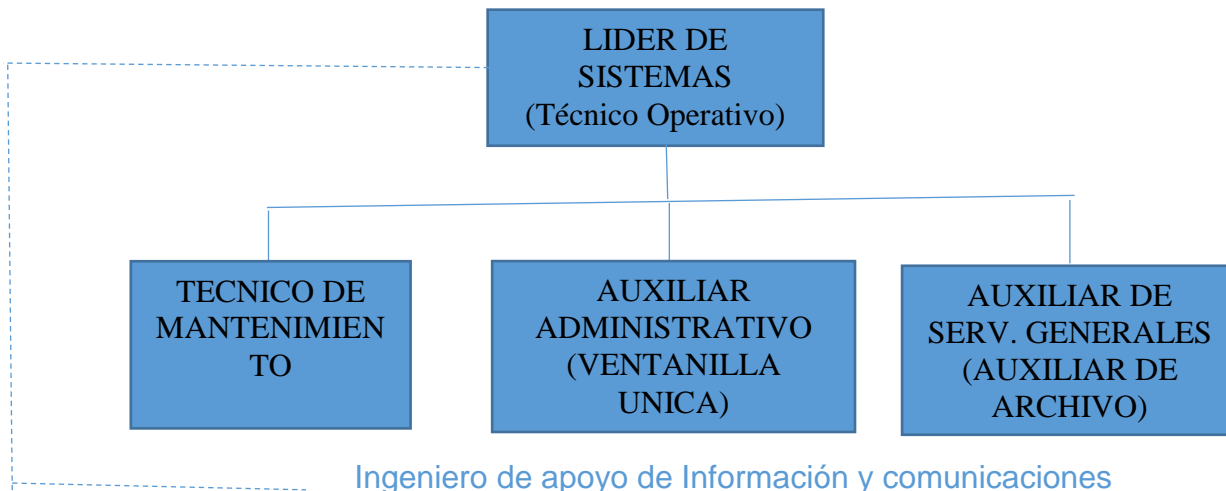 LIDER DE
SISTEMAS
(Técnico Operativo)
TECNICO DE
MANTENIMIEN
TO
AUXILIAR
ADMINISTRATIVO
(VENTANILLA
UNICA)
AUXILIAR DE
SERV. GENERALES
(AUXILIAR DE
ARCHIVO)
Ingeniero de apoyo de Información y comunicaciones